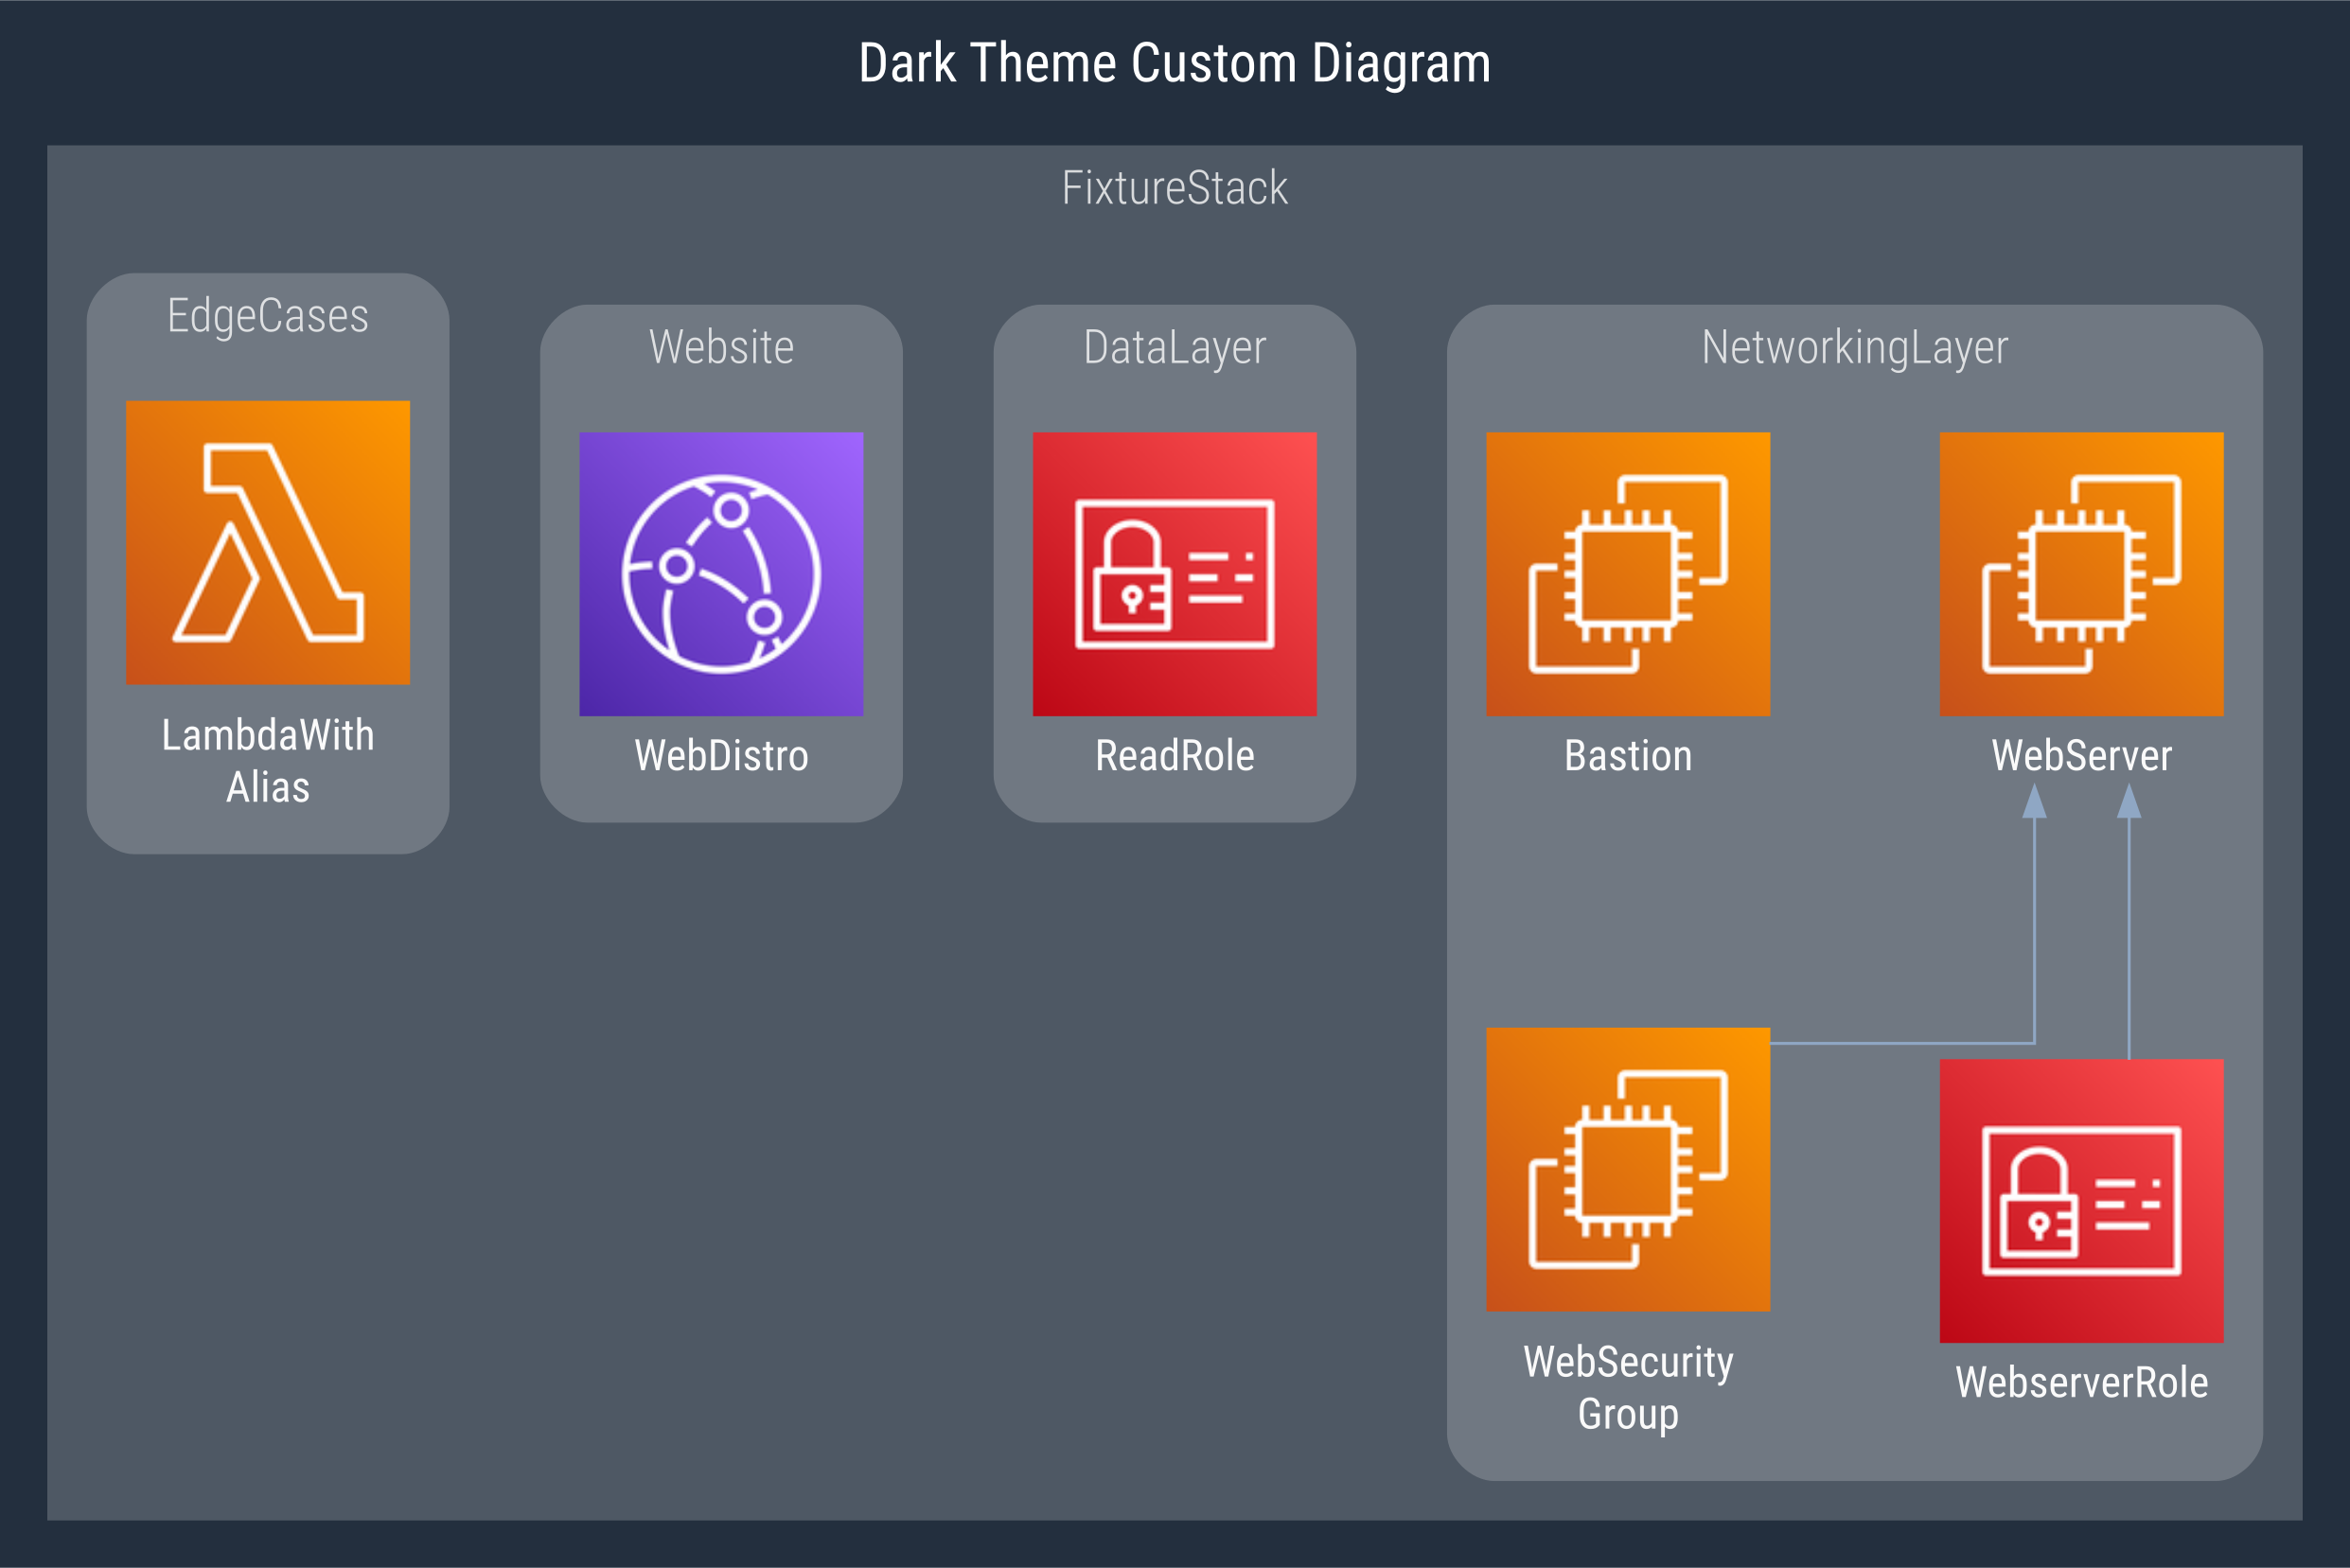 Dark Theme Custom Diagram
FixtureStack
EdgeCases
LambdaWith
Alias
Website
WebDistro
DataLayer
ReadRole
NetworkingLayer
Bastion
WebServer
WebSecurity
Group
WebserverRole